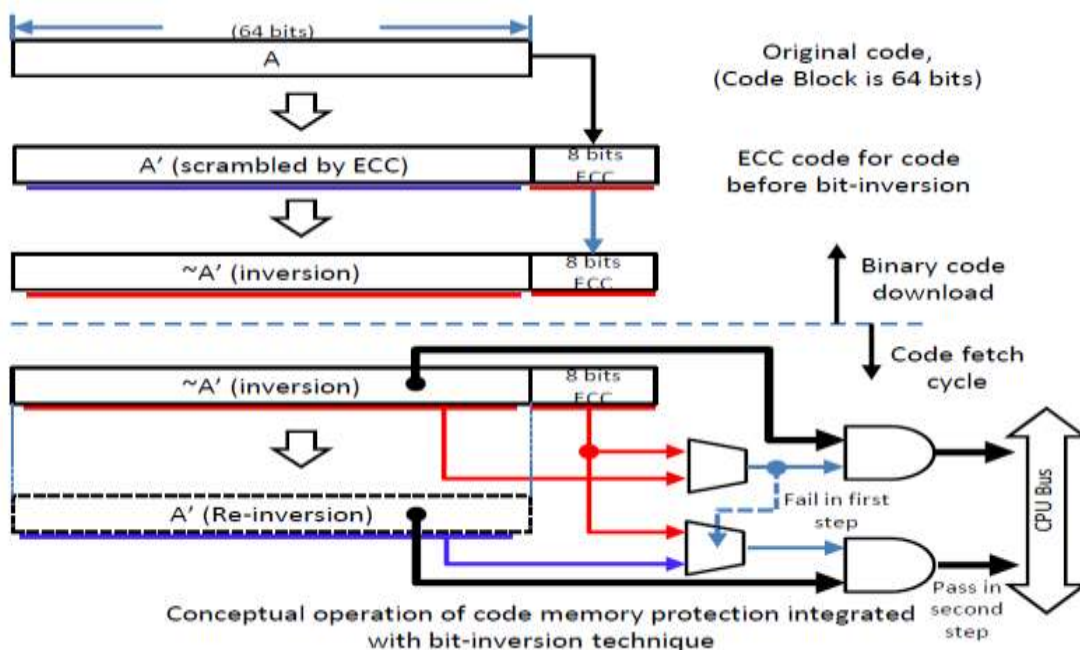 (64 bits)
A
Original code,
(Code Block is 64 bits)
A’ (scrambled by ECC)
8 bits
ECC
ECC code for code
before bit-inversion
~A’ (inversion)
8 bits
ECC
Binary code
download
Code fetch
cycle
~A’ (inversion)
8 bits
ECC
A’ (Re-inversion)
Fail in first
step
CPU Bus
Pass in
second
step
Conceptual operation of code memory protection integrated
with bit-inversion technique